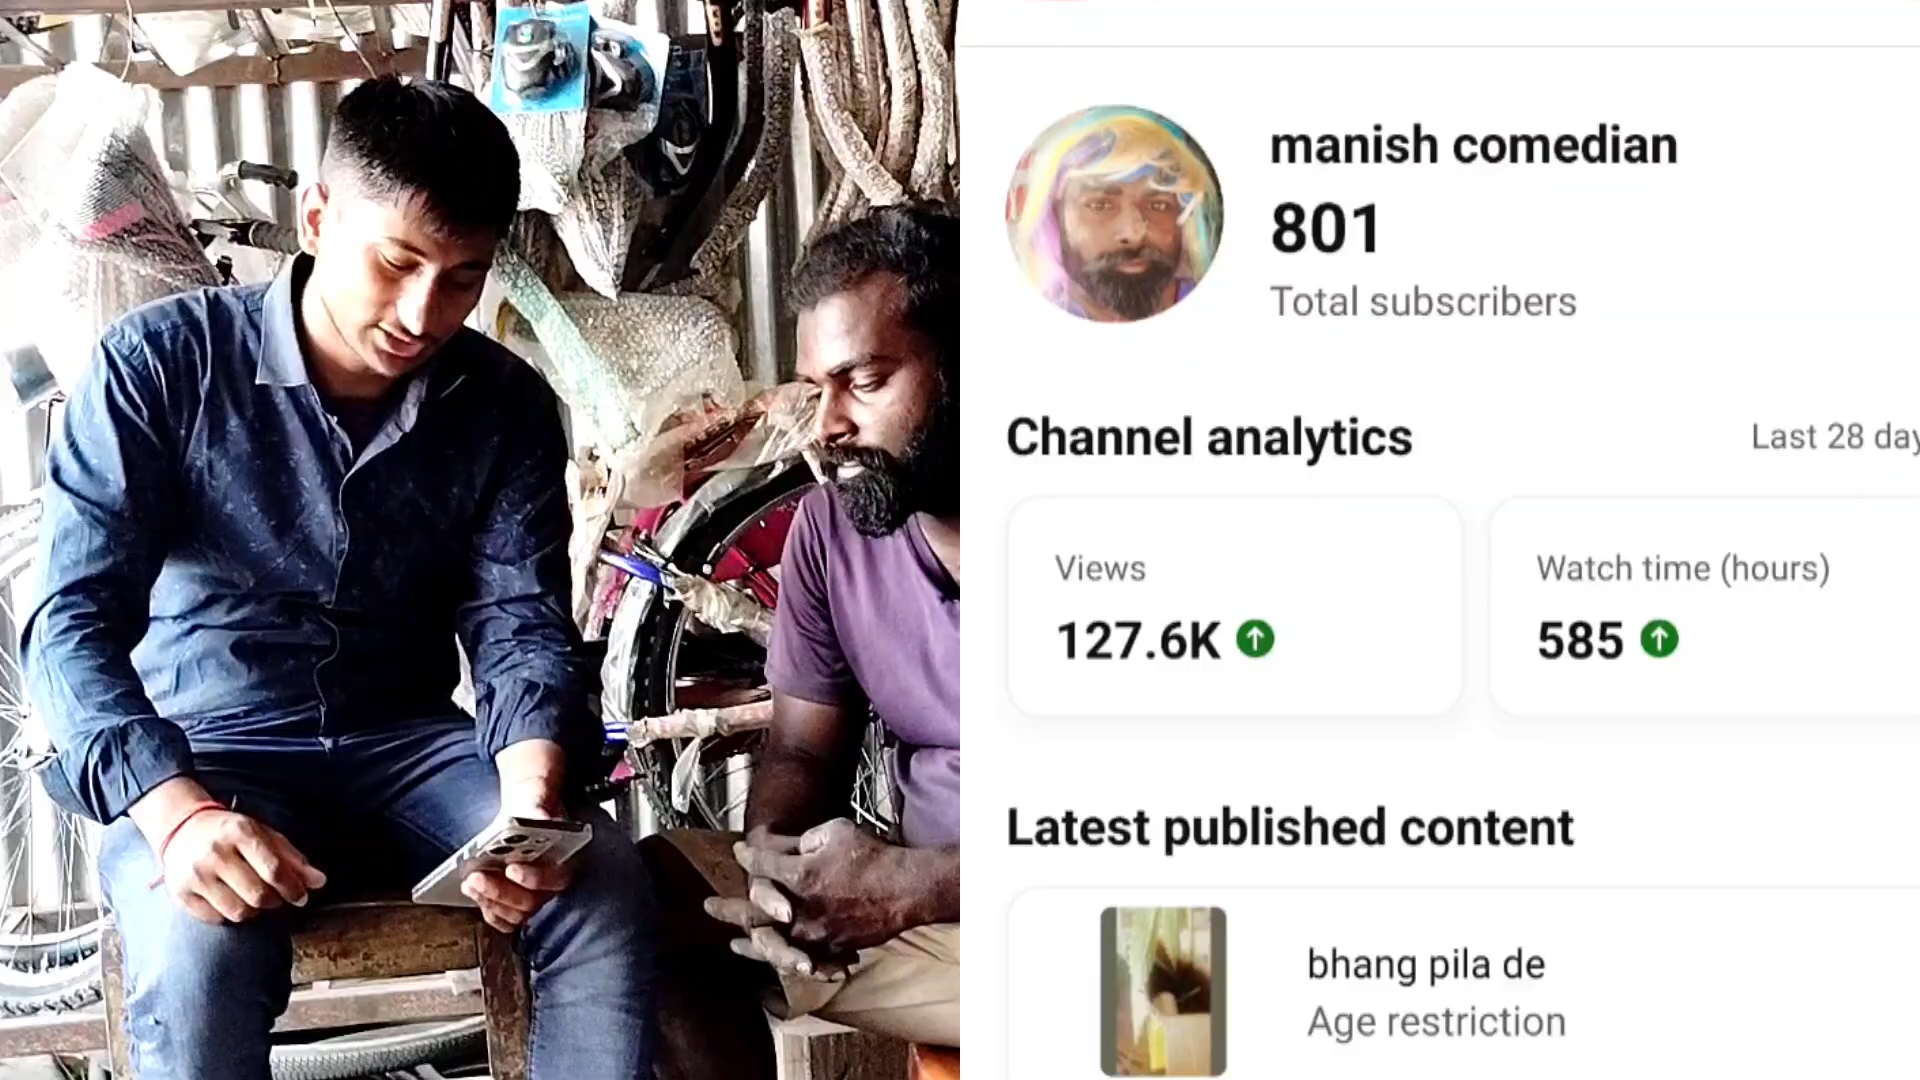 manish comedian
801
Total subscribers
Channel analytics
Last 28 day
Views
Watch time (hours)
127.6K
585
Latest published content
bhang pila de
Age restriction